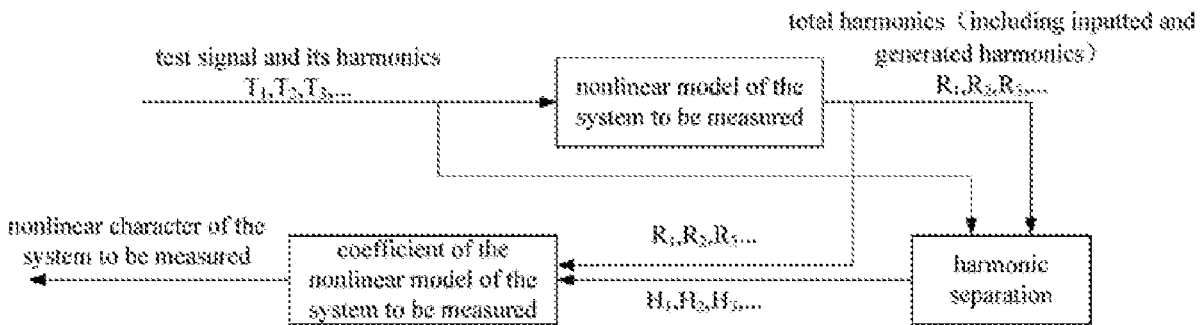 total harmonics (including inputted and
generated harmonics)
R₁,R₂,R₃,...
test signal and its harmonics
T₁,T₂,T₃,...
nonlinear model of the
system to be measured
nonlinear character of the
system to be measured
coefficient of the
nonlinear model of the
system to be measured
R₁,R₂,R₃...
H₁,H₂,H₃,...
harmonic
separation